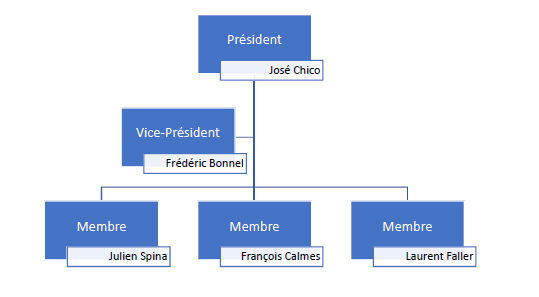 Président
José Chico
Vice-Président
Frédéric Bonnel
Membre
Julien Spina
Membre
François Calmes
Membre
Laurent Faller